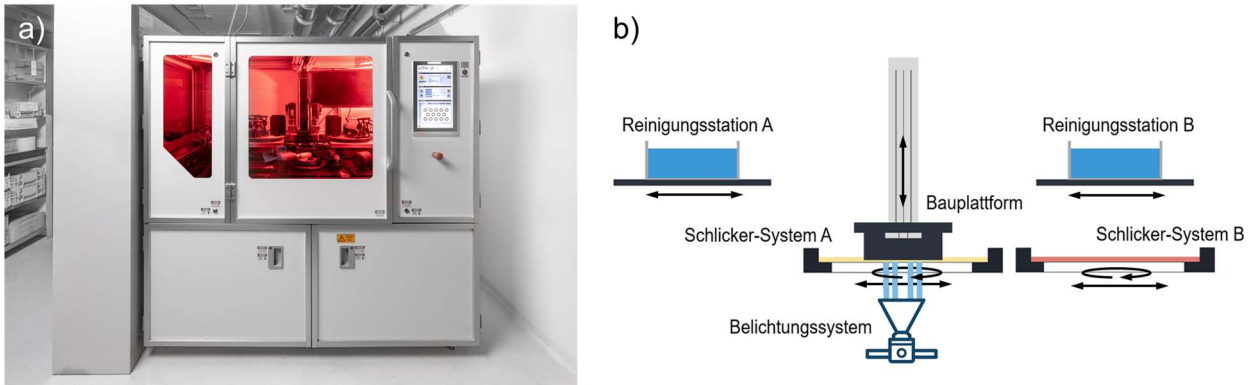 a)
b)
Reinigungsstation A
Reinigungsstation B
Bauplattform
Schlicker-System A
Schlicker-System B
Belichtungssystem